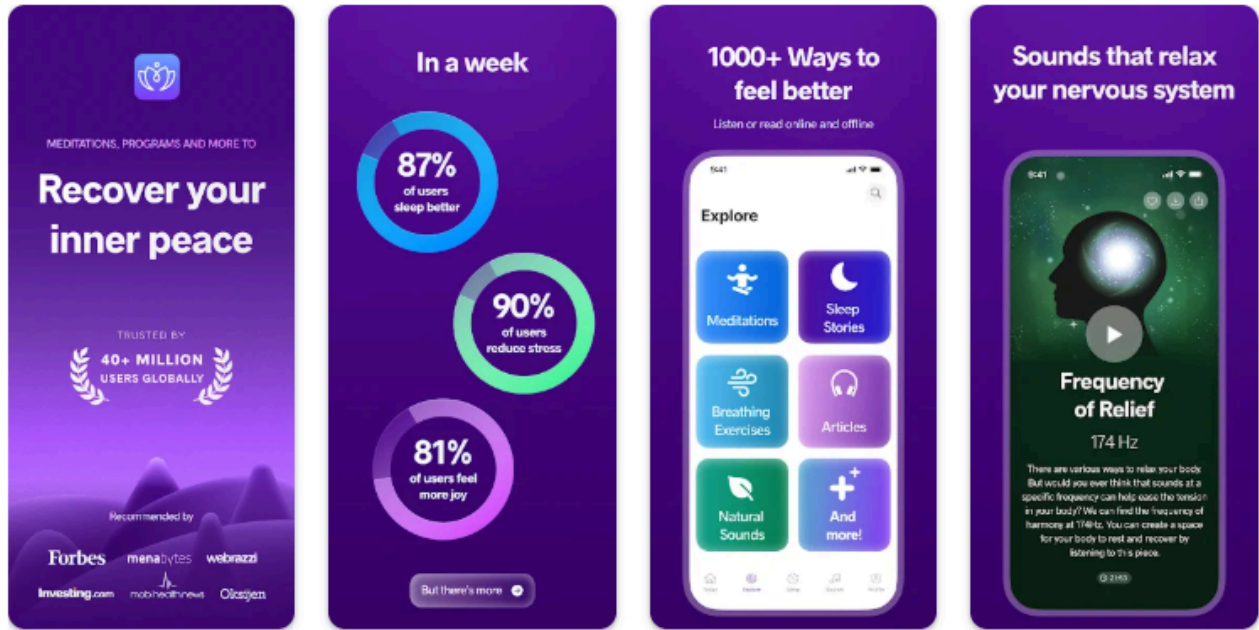 MEDITATIONS, PROGRAMS AND MORE TO
Recover your
inner peace
TRUSTED BY
40+ MILLION
USERS GLOBALLY
Recommended by
Forbes menabytes webrazzi
Investing.com mobihealthnews Oksijen
In a week
87%
of users
sleep better
90%
of users
reduce stress
81%
of users feel
more joy
But there's more
1000+ Ways to
feel better
Listen or read online and offline
9:41
Explore
Meditations
Sleep
Stories
Breathing
Exercises
Articles
Natural
Sounds
And
more!
Explore
Sounds that relax
your nervous system
9:41
Frequency
of Relief
174 Hz
There are various ways to relax your body.
But would you ever think that sounds at a
specific frequency can help ease the tension
in your body? We can find the frequency of
harmony at 174Hz. You can create a space
for your body to rest and recover by
listening to this piece.